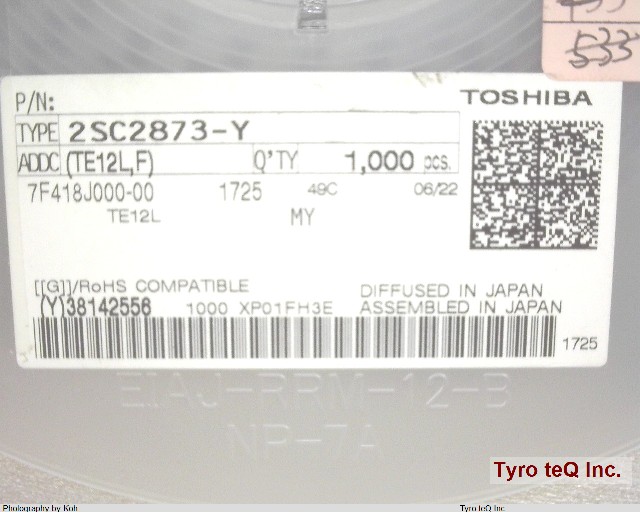 533
P/N:
TOSHIBA
TYPE 2SC2873-Y
ADDC (TE12L,F) Q'TY 1,000 pcs.
7F418J000-00 1725 49C 06/22
TE12L MY
[[G]]/RoHS COMPATIBLE DIFFUSED IN JAPAN
(Y)38142556 1000 XP01FH3E ASSEMBLED IN JAPAN
1725
EIAJ-RRM-12-B
NP-7A
Tyro teQ Inc.
Photography by Koh Tyro teQ Inc